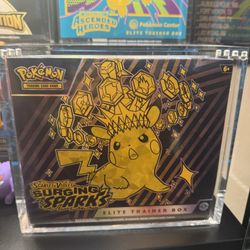 ASCENDED HEROES
Pokémon Center
ELITE TRAINER BOX
Pokémon
TRADING CARD GAME
6+
Scarlet & Violet
SURGING
SPARKS
ELITE TRAINER BOX